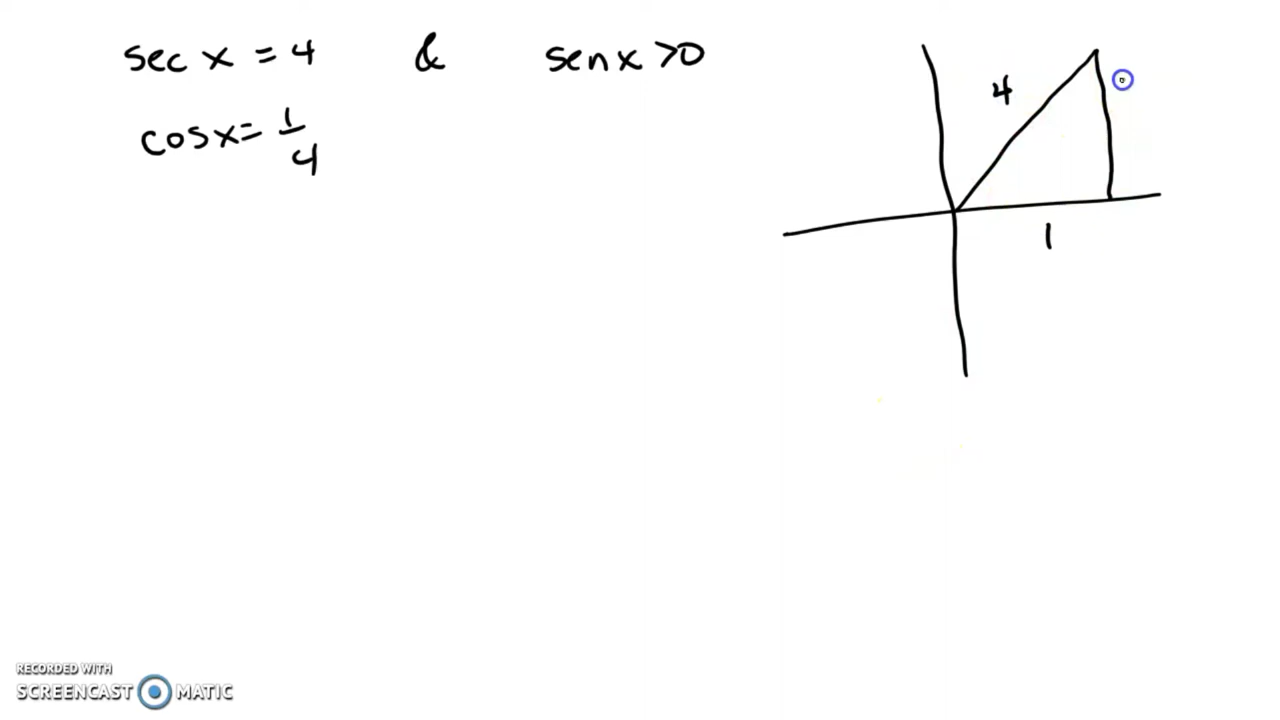 sec x = 4 & sen x > 0
cos x = 1/4
4
1
RECORDED WITH
SCREENCAST MATIC